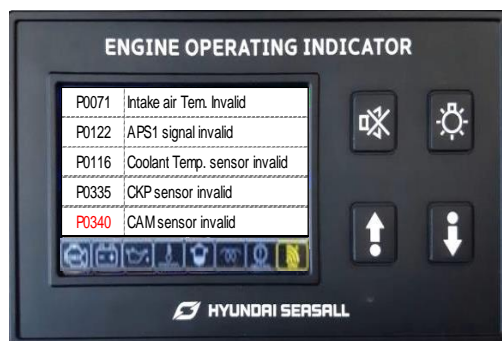 ENGINE OPERATING INDICATOR
P0071 Intake air Tem. Invalid
P0122 APS1 signal invalid
P0116 Coolant Temp. sensor invalid
P0335 CKP sensor invalid
P0340 CAM sensor invalid
HYUNDAI SEASALL